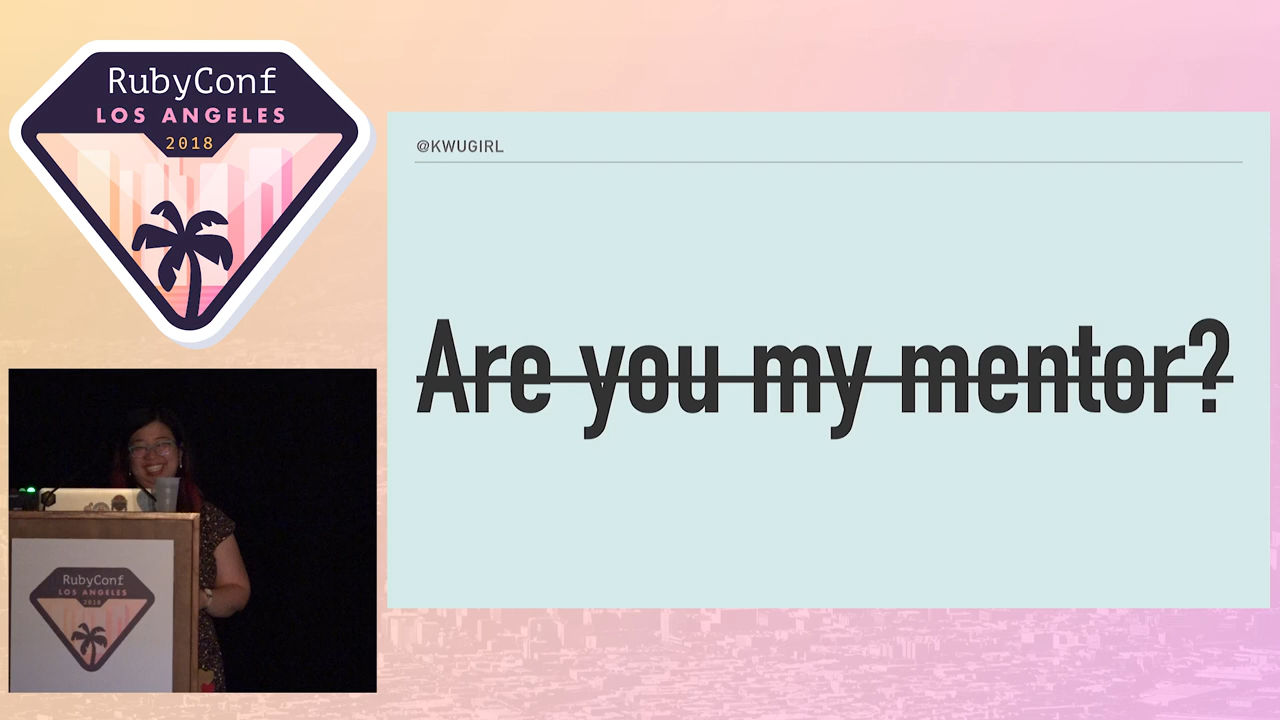 RubyConf
LOS ANGELES
2018
@KWUGIRL
Are you my mentor?
RubyConf
LOS ANGELES
2018